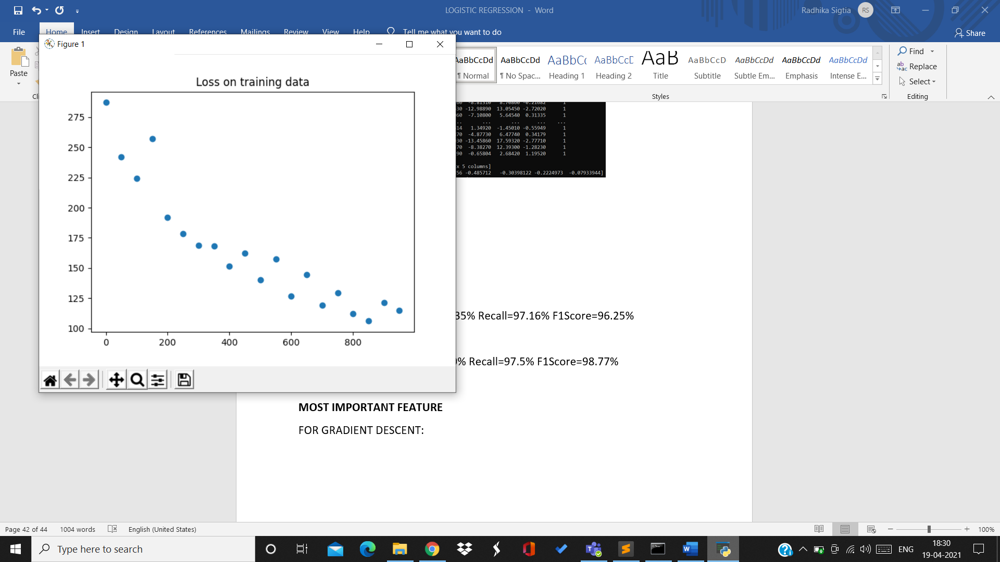 LOGISTIC REGRESSION - Word
Radhika Sigtia RS
File Home Insert Design Layout References Mailings Review View Help Tell me what you want to do Share
Figure 1
Paste
AaBbCcDd AaBbCcDd AaBbCc AaBbCcD AaB AaBbCcD AaBbCcDd AaBbCcDd AaBbCcDd
¶ Normal ¶ No Spac... Heading 1 Heading 2 Title Subtitle Subtle Em... Emphasis Intense E...
Find
Replace
Select
Styles
Editing
Loss on training data
275
250
225
200
175
150
125
100
0 200 400 600 800
30 -12.98890 13.05450 -2.72020 1
60 -7.10800 5.64540 0.31335 1
.. ... ... ... ...
14 1.34920 -1.45010 -0.55949 1
70 -4.87730 6.47740 0.34179 1
30 -13.45860 17.59320 -2.77710 1
70 -8.38270 12.39300 -1.28230 1
90 -0.65804 2.68420 1.19520 1
x 5 columns]
56 -0.485712 -0.30398122 -0.2224973 -0.07933944]
35% Recall=97.16% F1Score=96.25%
% Recall=97.5% F1Score=98.77%
MOST IMPORTANT FEATURE
FOR GRADIENT DESCENT:
Page 42 of 44 1004 words English (United States) 100%
Type here to search
ENG
18:30
19-04-2021